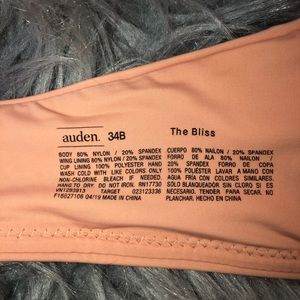 auden. 34B
The Bliss
BODY 80% NYLON / 20% SPANDEX
WING LINING 80% NYLON / 20% SPANDEX
CUP LINING 100% POLYESTER HAND
WASH COLD WITH LIKE COLORS ONLY
NON-CHLORINE BLEACH IF NEEDED.
HANG TO DRY. DO NOT IRON. RN17730
VN1293913 TARGET 023123336
F18627106 Q4/19 MADE IN CHINA
CUERPO 80% NAILON / 20% SPANDEX
FORRO DE ALA 80% NAILON /
20% SPANDEX FORRO DE COPA
100% POLIÉSTER LAVAR A MANO CON
AGUA FRÍA CON COLORES SIMILARES.
SÓLO BLANQUEADOR SIN CLORO SI ES
NECESARIO. TENDER PARA SECAR. NO
PLANCHAR. HECHO EN CHINA